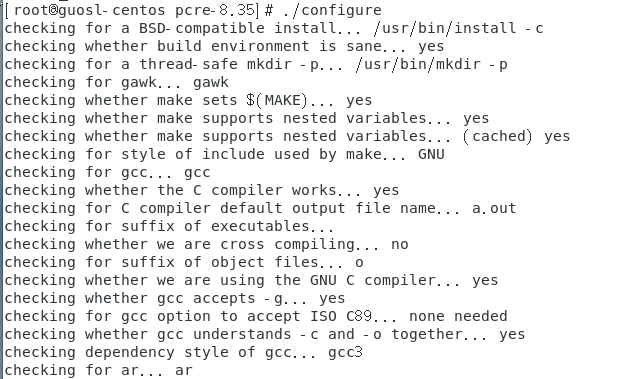 [root@guosl-centos pcre-8.35]# ./configure
checking for a BSD-compatible install... /usr/bin/install -c
checking whether build environment is sane... yes
checking for a thread-safe mkdir -p... /usr/bin/mkdir -p
checking for gawk... gawk
checking whether make sets $(MAKE)... yes
checking whether make supports nested variables... yes
checking whether make supports nested variables... (cached) yes
checking for style of include used by make... GNU
checking for gcc... gcc
checking whether the C compiler works... yes
checking for C compiler default output file name... a.out
checking for suffix of executables...
checking whether we are cross compiling... no
checking for suffix of object files... o
checking whether we are using the GNU C compiler... yes
checking whether gcc accepts -g... yes
checking for gcc option to accept ISO C89... none needed
checking whether gcc understands -c and -o together... yes
checking dependency style of gcc... gcc3
checking for ar... ar